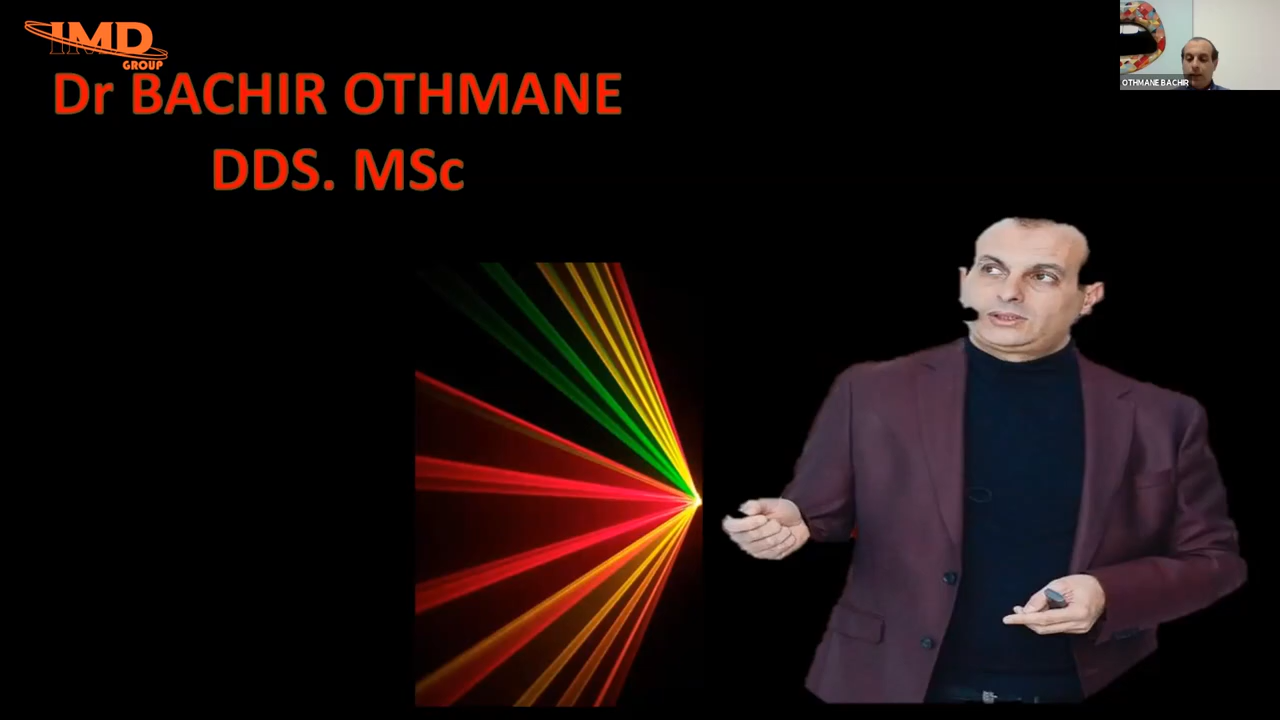 IMD
GROUP
Dr BACHIR OTHMANE
DDS. MSc
OTHMANE BACHIR